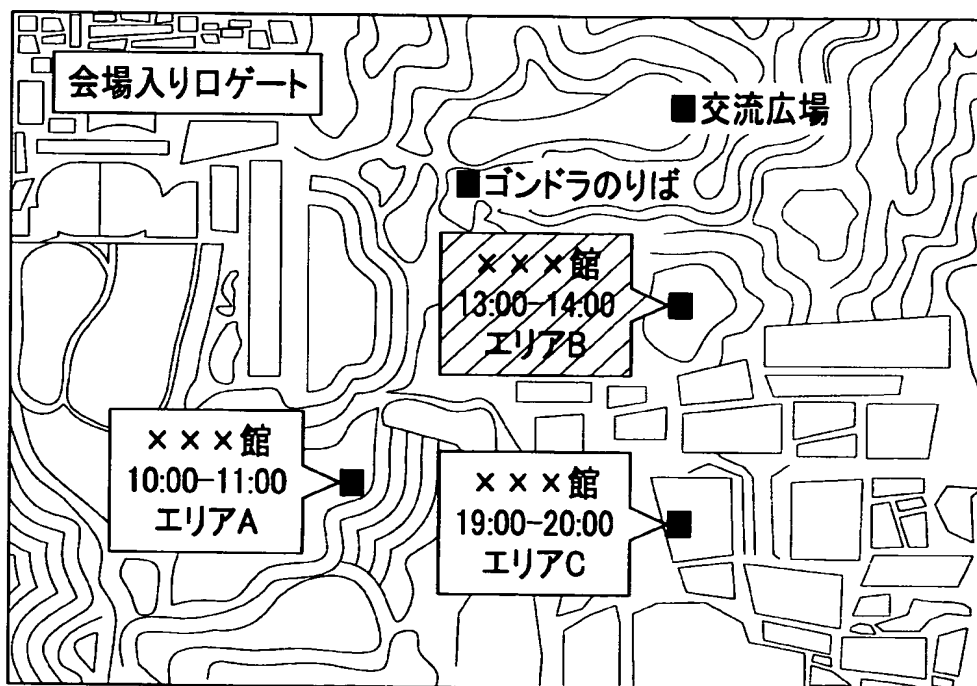 会場入り口ゲート
■交流広場
■ゴンドラのりば
×××館
13:00-14:00
エリアB
×××館
10:00-11:00
エリアA
×××館
19:00-20:00
エリアC